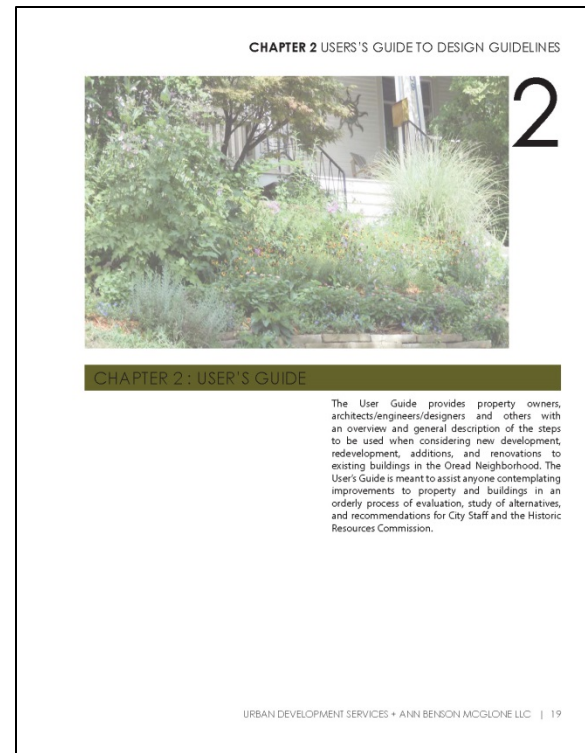 CHAPTER 2 USERS'S GUIDE TO DESIGN GUIDELINES
2
CHAPTER 2 : USER'S GUIDE
The User Guide provides property owners,
architects/engineers/designers and others with
an overview and general description of the steps
to be used when considering new development,
redevelopment, additions, and renovations to
existing buildings in the Oread Neighborhood. The
User's Guide is meant to assist anyone contemplating
improvements to property and buildings in an
orderly process of evaluation, study of alternatives,
and recommendations for City Staff and the Historic
Resources Commission.
URBAN DEVELOPMENT SERVICES + ANN BENSON MCGLONE LLC | 19